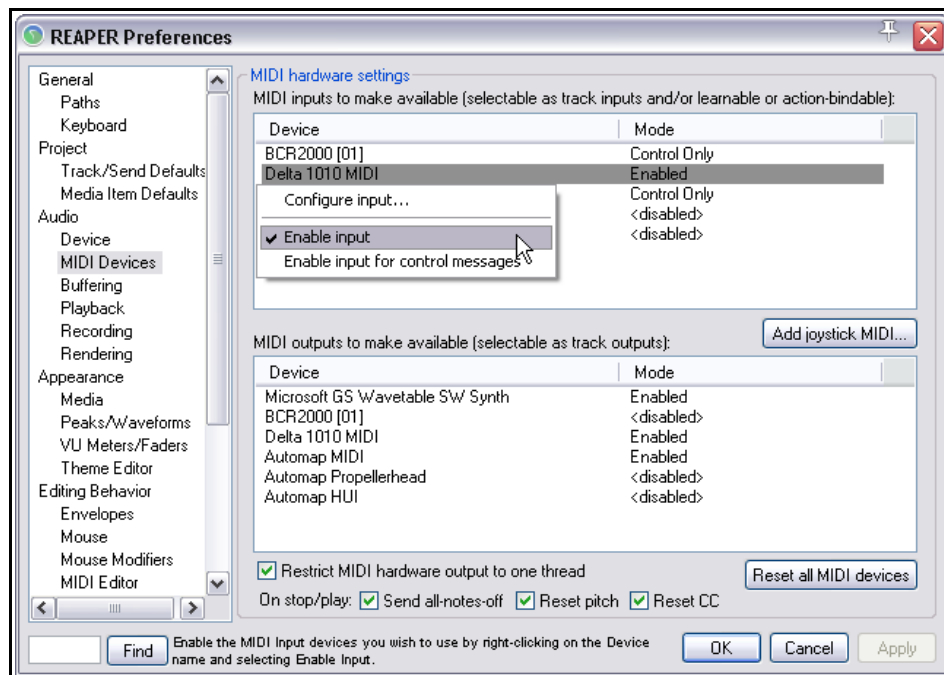 REAPER Preferences
General
Paths
Keyboard
Project
Track/Send Defaults
Media Item Defaults
Audio
Device
MIDI Devices
Buffering
Playback
Recording
Rendering
Appearance
Media
Peaks/Waveforms
VU Meters/Faders
Theme Editor
Editing Behavior
Envelopes
Mouse
Mouse Modifiers
MIDI Editor
MIDI hardware settings
MIDI inputs to make available (selectable as track inputs and/or learnable or action-bindable):
Device Mode
BCR2000 [01] Control Only
Delta 1010 MIDI Enabled
Control Only
<disabled>
<disabled>
Configure input...
Enable input
Enable input for control messages
Add joystick MIDI...
MIDI outputs to make available (selectable as track outputs):
Device Mode
Microsoft GS Wavetable SW Synth Enabled
BCR2000 [01] <disabled>
Delta 1010 MIDI Enabled
Automap MIDI Enabled
Automap Propellerhead <disabled>
Automap HUI <disabled>
Restrict MIDI hardware output to one thread
Reset all MIDI devices
On stop/play: Send all-notes-off Reset pitch Reset CC
Find
Enable the MIDI Input devices you wish to use by right-clicking on the Device
name and selecting Enable Input.
OK Cancel Apply